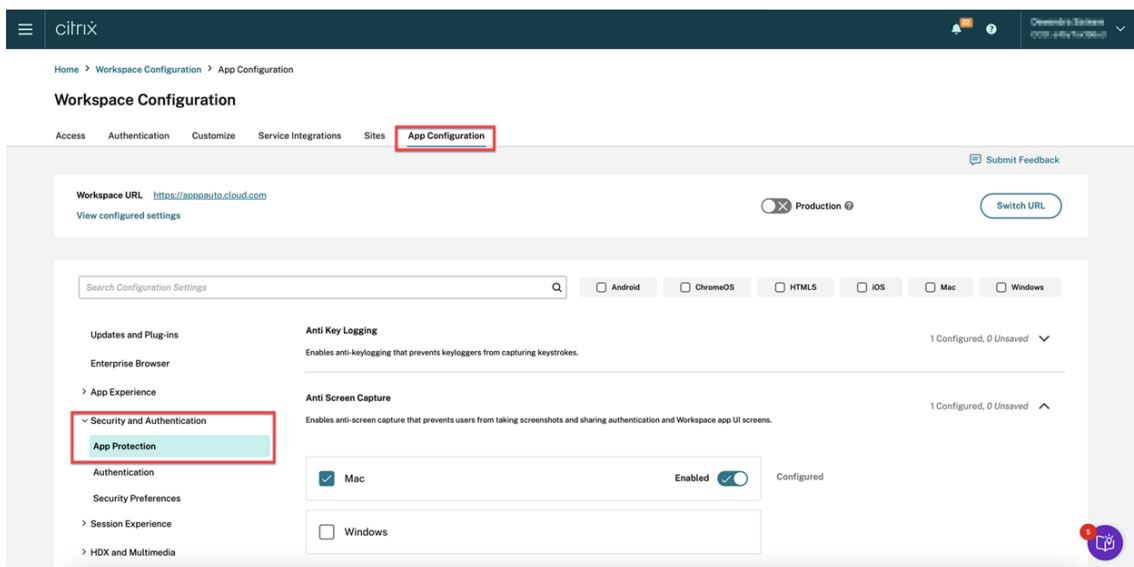 citrix
22
Home > Workspace Configuration > App Configuration
Workspace Configuration
Access Authentication Customize Service Integrations Sites App Configuration
Submit Feedback
Workspace URL https://apppauto.cloud.com
View configured settings
Production
Switch URL
Search Configuration Settings
Android ChromeOS HTML5 iOS Mac Windows
Updates and Plug-ins
Enterprise Browser
App Experience
Security and Authentication
App Protection
Authentication
Security Preferences
Session Experience
HDX and Multimedia
Anti Key Logging
1 Configured, 0 Unsaved
Enables anti-keylogging that prevents keyloggers from capturing keystrokes.
Anti Screen Capture
1 Configured, 0 Unsaved
Enables anti-screen capture that prevents users from taking screenshots and sharing authentication and Workspace app UI screens.
Mac Enabled Configured
Windows
5